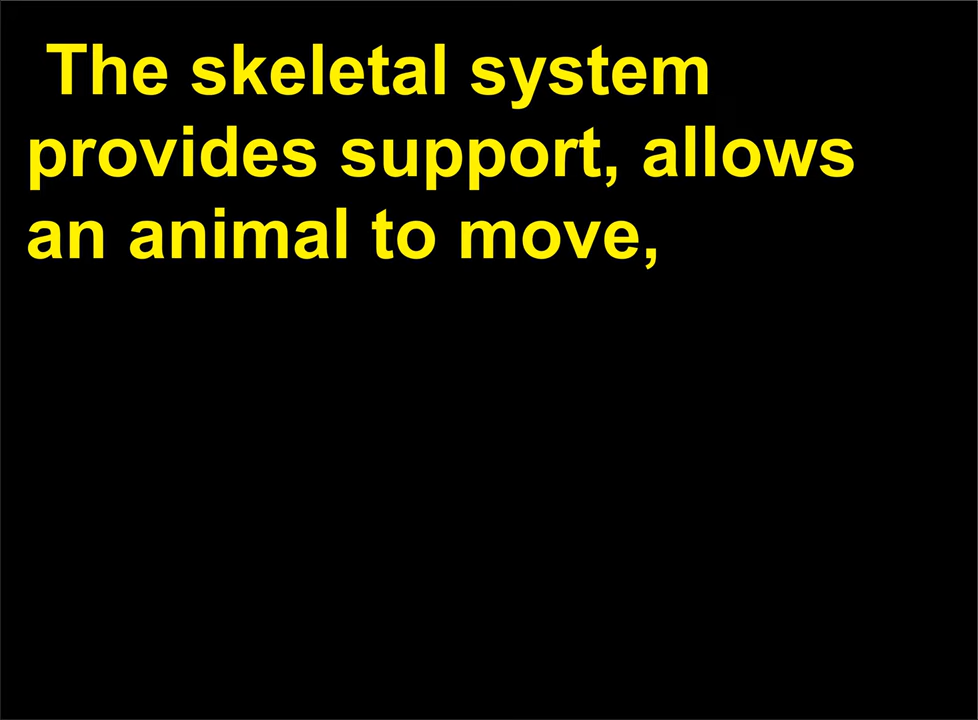 The skeletal system
provides support, allows
an animal to move,